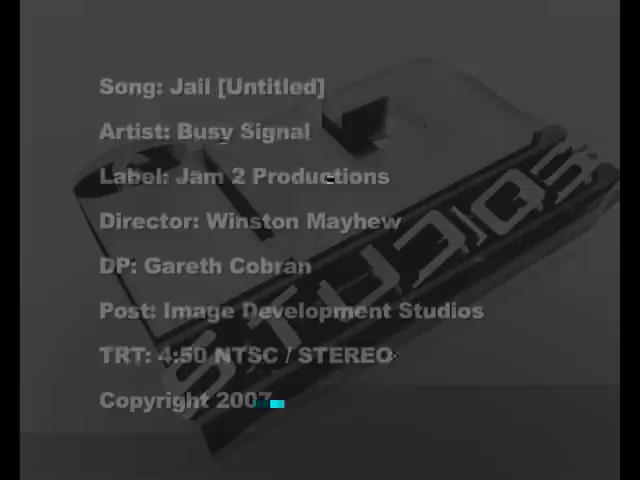 Song: Jail [Untitled]
Artist: Busy Signal
Label: Jam 2 Productions
Director: Winston Mayhew
DP: Gareth Cobran
Post: Image Development Studios
TRT: 4:50 NTSC / STEREO
Copyright 2007
STUDIOS